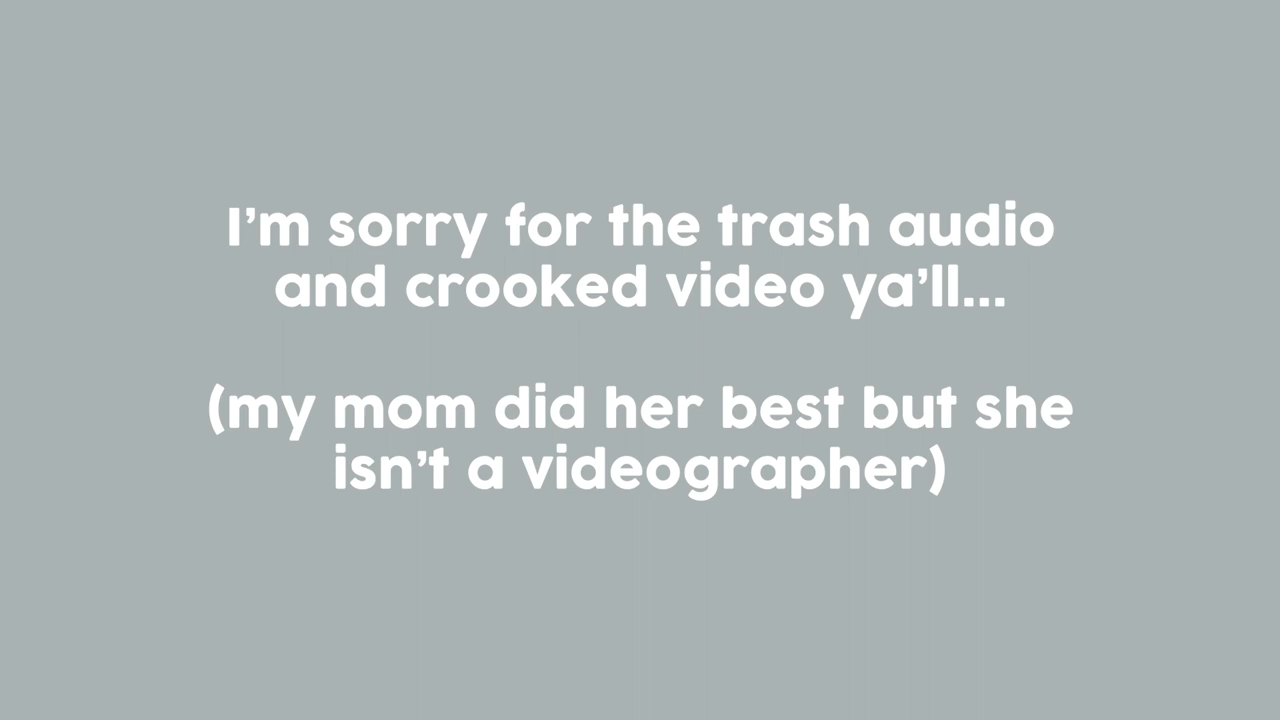 I’m sorry for the trash audio
and crooked video ya’ll...
(my mom did her best but she
isn’t a videographer)